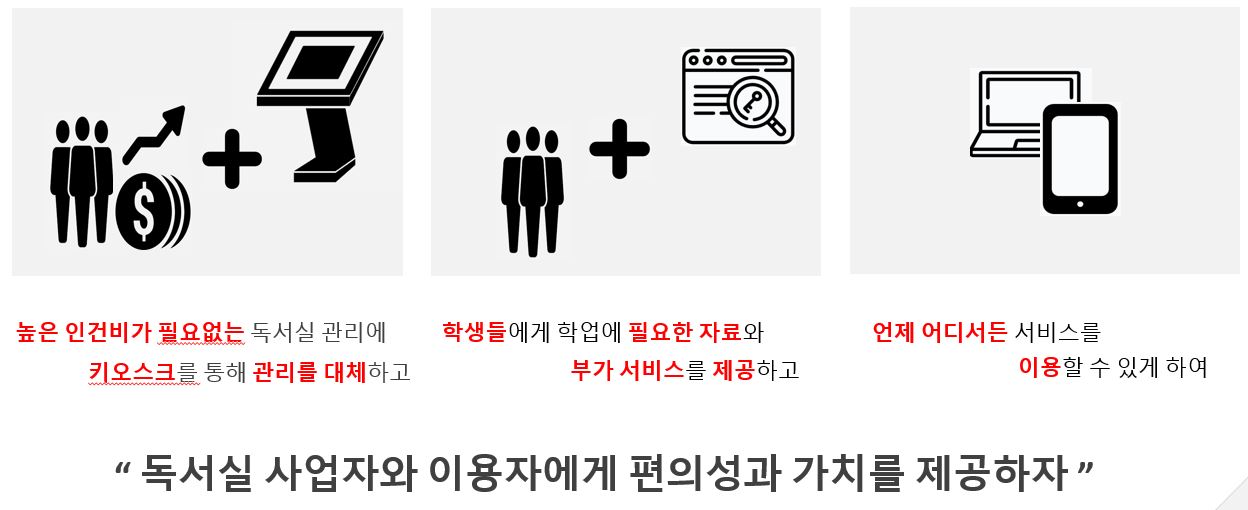 높은 인건비가 필요없는 독서실 관리에
키오스크를 통해 관리를 대체하고
학생들에게 학업에 필요한 자료와
부가 서비스를 제공하고
언제 어디서든 서비스를
이용할 수 있게 하여
“ 독서실 사업자와 이용자에게 편의성과 가치를 제공하자 ”